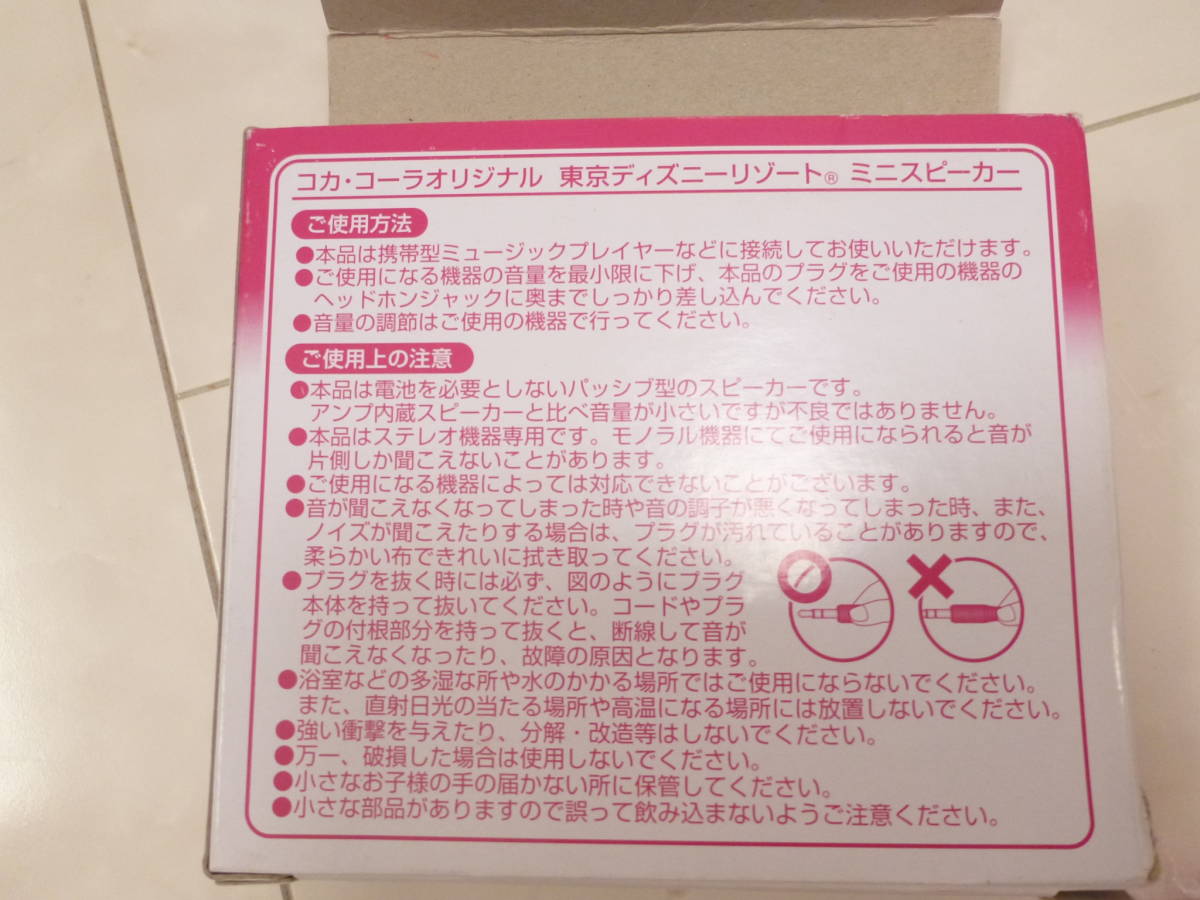 コカ・コーラオリジナル 東京ディズニーリゾート® ミニスピーカー
ご使用方法
●本品は携帯型ミュージックプレイヤーなどに接続してお使いいただけます。
●ご使用になる機器の音量を最小限に下げ、本品のプラグをご使用の機器の
ヘッドホンジャックに奥までしっかり差し込んでください。
●音量の調節はご使用の機器で行ってください。
ご使用上の注意
●本品は電池を必要としないパッシブ型のスピーカーです。
アンプ内蔵スピーカーと比べ音量が小さいですが不良ではありません。
●本品はステレオ機器専用です。モノラル機器にてご使用になられると音が
片側しか聞こえないことがあります。
●ご使用になる機器によっては対応できないことがございます。
●音が聞こえなくなってしまった時や音の調子が悪くなってしまった時、また、
ノイズが聞こえたりする場合は、プラグが汚れていることがありますので、
柔らかい布できれいに拭き取ってください。
●プラグを抜く時には必ず、図のようにプラグ
本体を持って抜いてください。コードやプラ
グの付根部分を持って抜くと、断線して音が
聞こえなくなったり、故障の原因となります。
●浴室などの多湿な所や水のかかる場所ではご使用にならないでください。
また、直射日光の当たる場所や高温になる場所には放置しないでください。
●強い衝撃を与えたり、分解・改造等はしないでください。
●万一、破損した場合は使用しないでください。
●小さなお子様の手の届かない所に保管してください。
●小さな部品がありますので誤って飲み込まないようご注意ください。